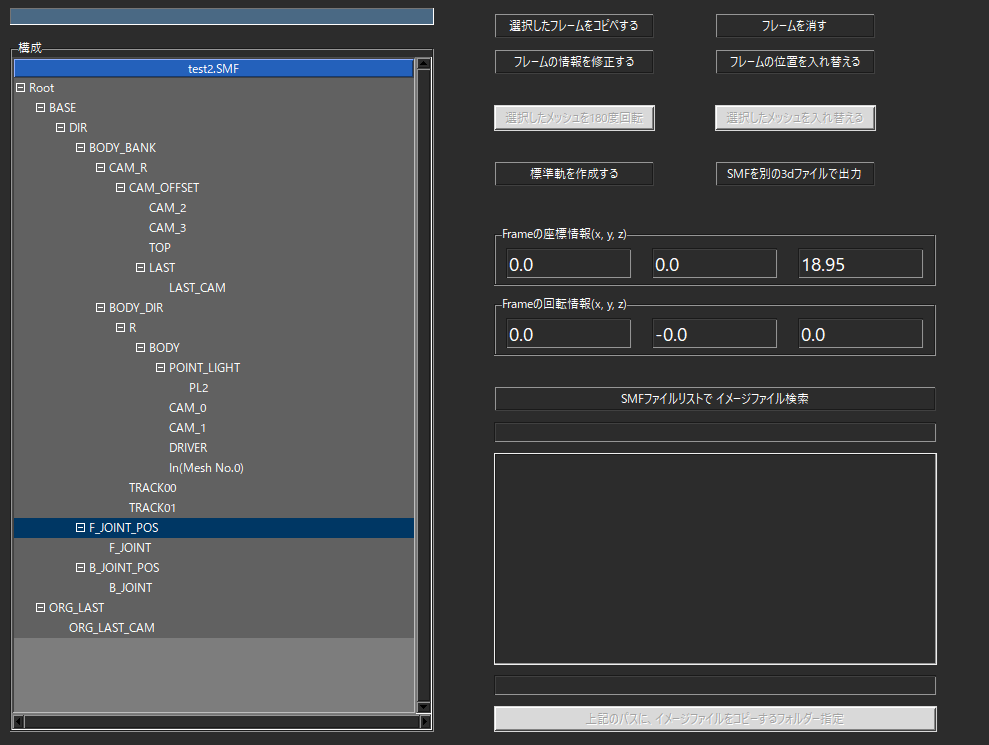 構成
test2.SMF
Root
BASE
DIR
BODY_BANK
CAM_R
CAM_OFFSET
CAM_2
CAM_3
TOP
LAST
LAST_CAM
BODY_DIR
R
BODY
POINT_LIGHT
PL2
CAM_0
CAM_1
DRIVER
In(Mesh No.0)
TRACK00
TRACK01
F_JOINT_POS
F_JOINT
B_JOINT_POS
B_JOINT
ORG_LAST
ORG_LAST_CAM
選択したフレームをコピペする
フレームを消す
フレームの情報を修正する
フレームの位置を入れ替える
選択したメッシュを180度回転
選択したメッシュを入れ替える
標準軌を作成する
SMFを別の3dファイルで出力
Frameの座標情報(x, y, z)
0.0
0.0
18.95
Frameの回転情報(x, y, z)
0.0
-0.0
0.0
SMFファイルリストで イメージファイル検索
上記のパスに、イメージファイルをコピーするフォルダー指定